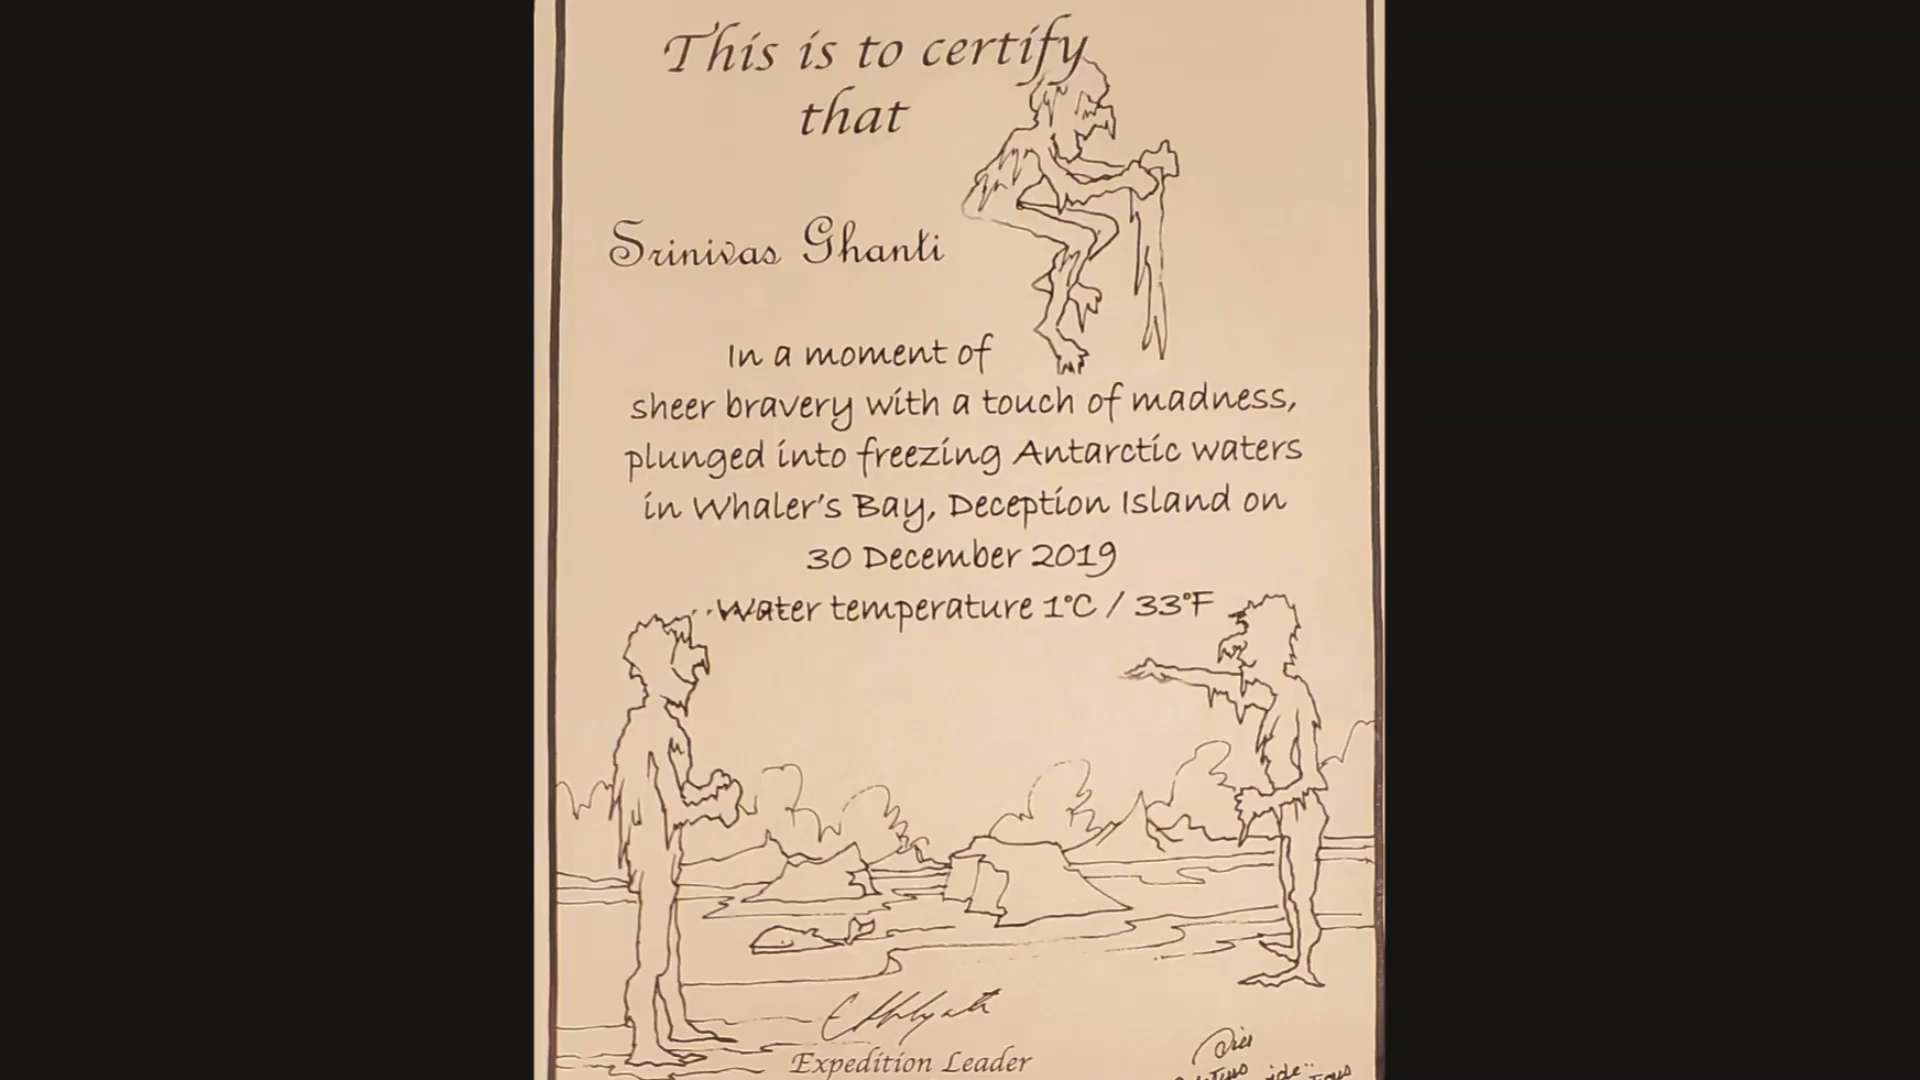 This is to certify
that
Srinivas Ghanti
In a moment of
sheer bravery with a touch of madness,
plunged into freezing Antarctic waters
in Whaler's Bay, Deception Island on
30 December 2019
Water temperature 1°C / 33°F
Expedition Leader